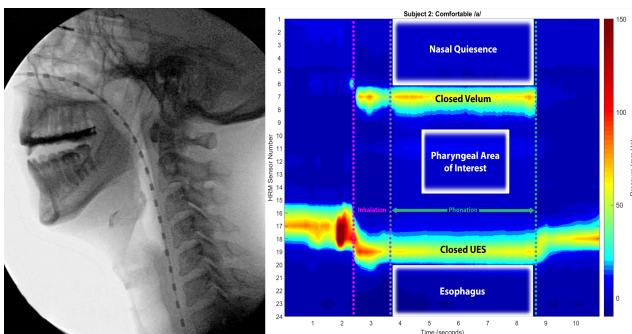 Subject 2: Comfortable /a/
1
2
3
4
5
6
7
8
9
10
11
12
13
14
15
16
17
18
19
20
21
22
23
24
HRM Sensor Number
Nasal Quiesence
Closed Velum
Pharyngeal Area
of Interest
Inhalation
Phonation
Closed UES
Esophagus
1 2 3 4 5 6 7 8 9 10
Time (seconds)
150
100
50
0